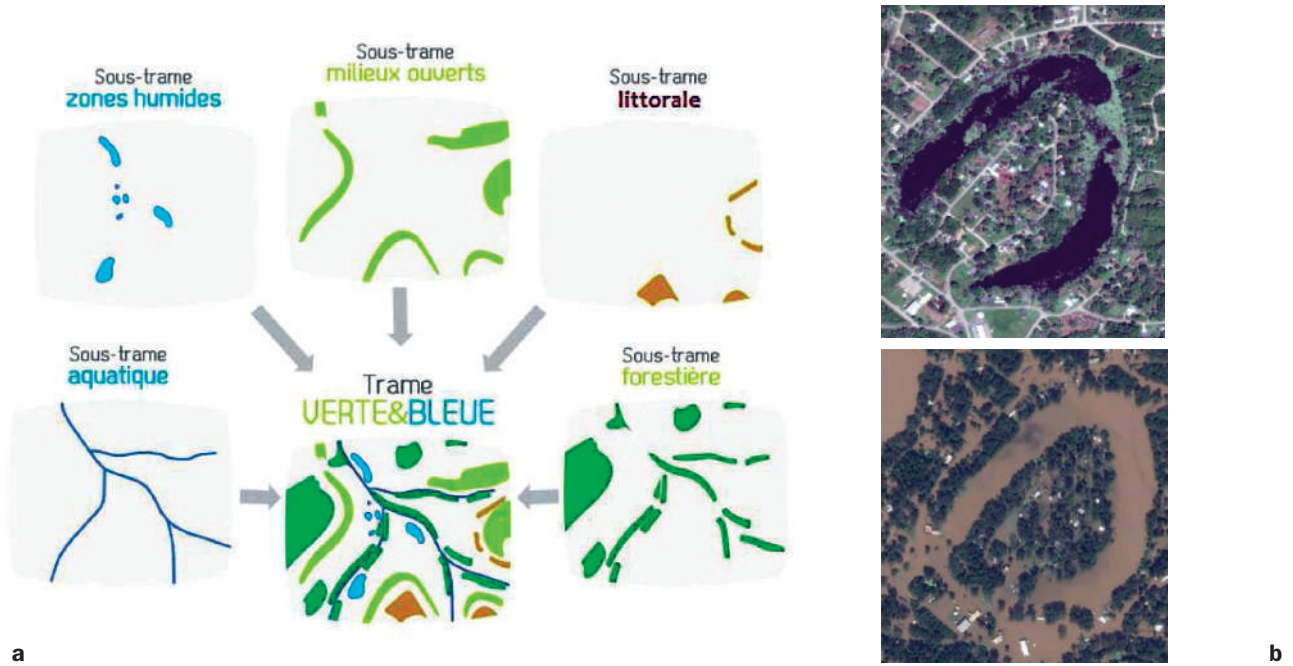 Sous-trame
zones humides
Sous-trame
milieux ouverts
Sous-trame
littorale
Sous-trame
aquatique
Trame
VERTE&BLEUE
Sous-trame
forestière
a
b